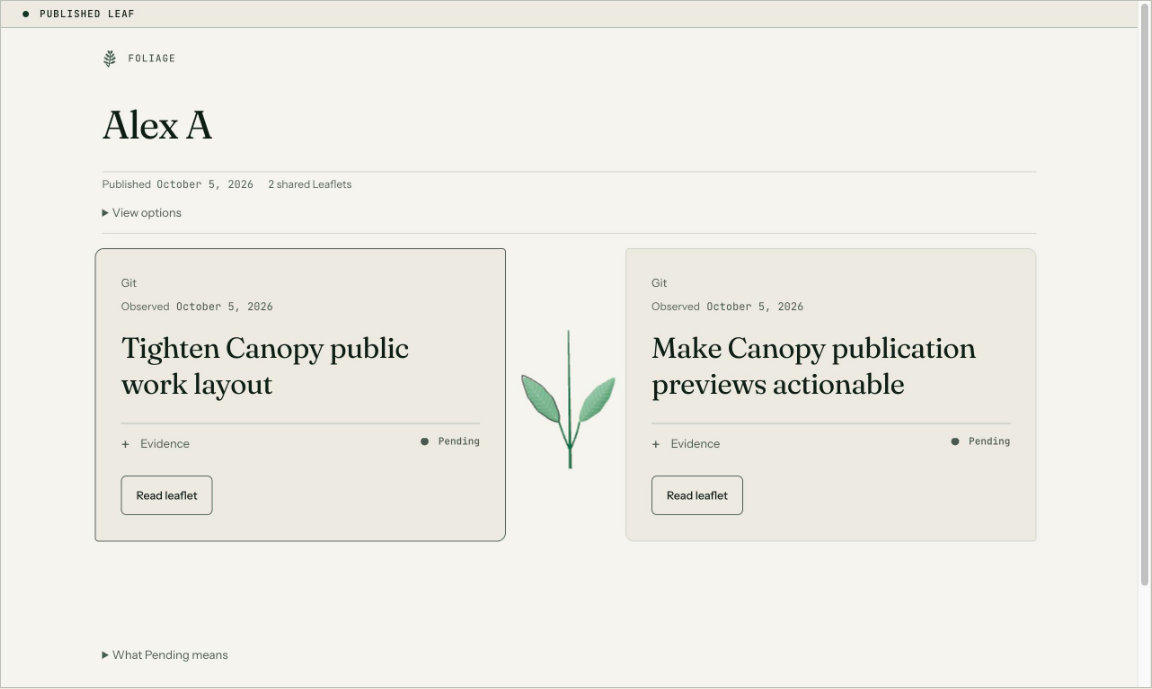 PUBLISHED LEAF
FOLIAGE
Alex A
Published October 5, 2026 2 shared Leaflets
View options
Git
Observed October 5, 2026
Tighten Canopy public
work layout
+ Evidence
Pending
Read leaflet
Git
Observed October 5, 2026
Make Canopy publication
previews actionable
+ Evidence
Pending
Read leaflet
What Pending means